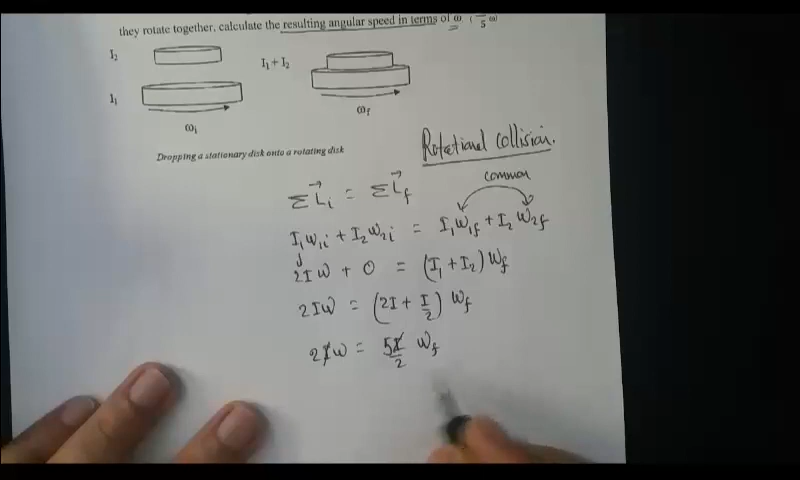 they rotate together, calculate the resulting angular speed in terms of ω ( /5 ω)
I₂
I₁ + I₂
I₁
ωᵢ
ω_f
Dropping a stationary disk onto a rotating disk
Rotational collision.
common
ΣL⃗ᵢ = ΣL⃗_f
I₁ω₁ᵢ + I₂ω₂ᵢ = I₁ω₁f + I₂ω₂f
2Iω + 0 = (I₁ + I₂) ω_f
2Iω = (2I + I/2) ω_f
2Iω = 5I/2 ω_f